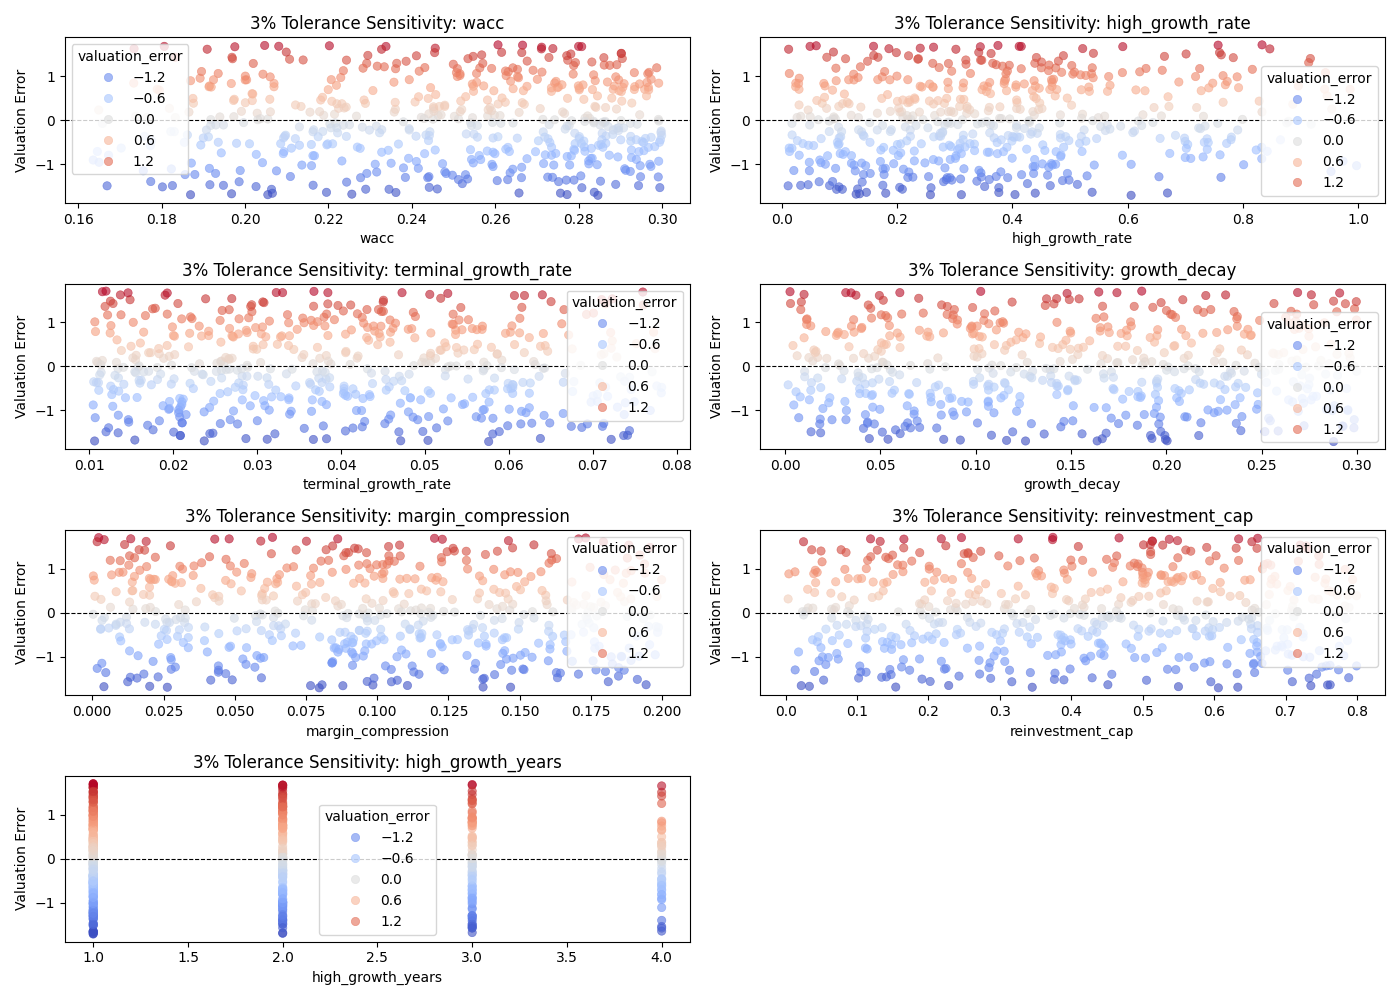 3% Tolerance Sensitivity: wacc
Valuation Error
1
0
−1
valuation_error
−1.2
−0.6
0.0
0.6
1.2
0.16 0.18 0.20 0.22 0.24 0.26 0.28 0.30
wacc
3% Tolerance Sensitivity: high_growth_rate
Valuation Error
1
0
−1
valuation_error
−1.2
−0.6
0.0
0.6
1.2
0.0 0.2 0.4 0.6 0.8 1.0
high_growth_rate
3% Tolerance Sensitivity: terminal_growth_rate
Valuation Error
1
0
−1
valuation_error
−1.2
−0.6
0.0
0.6
1.2
0.01 0.02 0.03 0.04 0.05 0.06 0.07 0.08
terminal_growth_rate
3% Tolerance Sensitivity: growth_decay
Valuation Error
1
0
−1
valuation_error
−1.2
−0.6
0.0
0.6
1.2
0.00 0.05 0.10 0.15 0.20 0.25 0.30
growth_decay
3% Tolerance Sensitivity: margin_compression
Valuation Error
1
0
−1
valuation_error
−1.2
−0.6
0.0
0.6
1.2
0.000 0.025 0.050 0.075 0.100 0.125 0.150 0.175 0.200
margin_compression
3% Tolerance Sensitivity: reinvestment_cap
Valuation Error
1
0
−1
valuation_error
−1.2
−0.6
0.0
0.6
1.2
0.0 0.1 0.2 0.3 0.4 0.5 0.6 0.7 0.8
reinvestment_cap
3% Tolerance Sensitivity: high_growth_years
Valuation Error
1
0
−1
valuation_error
−1.2
−0.6
0.0
0.6
1.2
1.0 1.5 2.0 2.5 3.0 3.5 4.0
high_growth_years